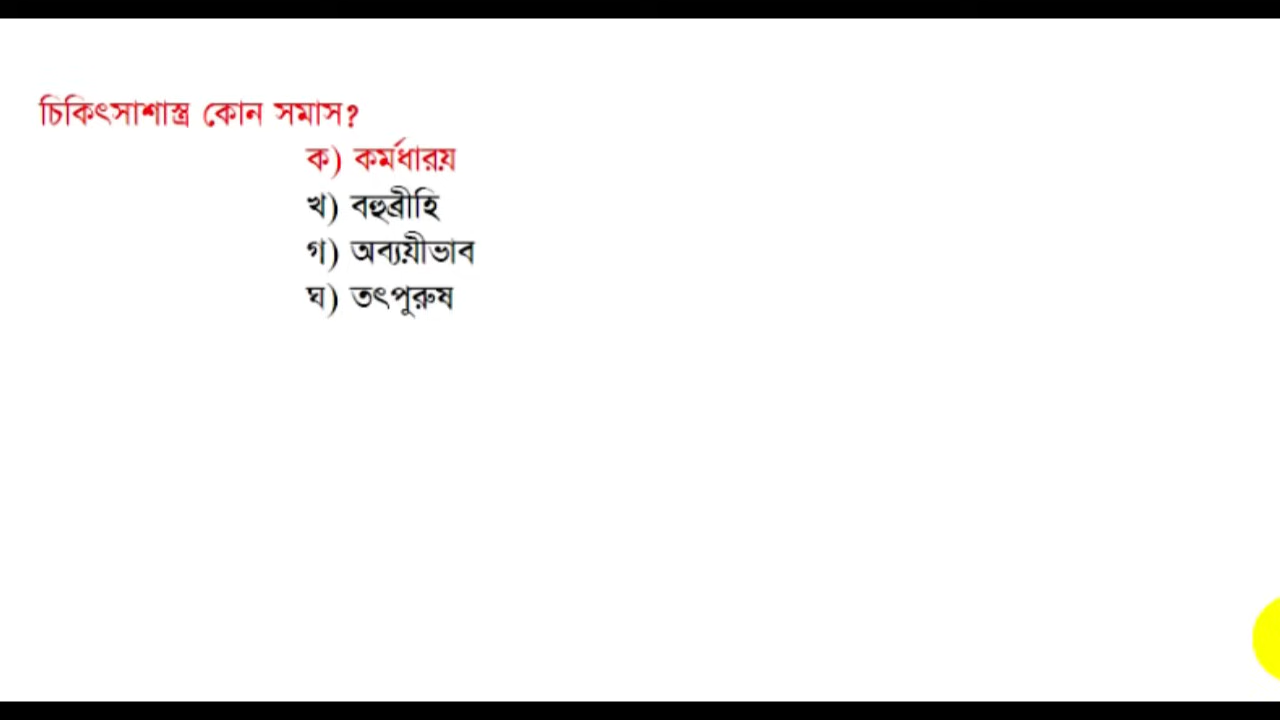 চিকিৎসাশাস্ত্র কোন সমাস?
ক) কর্মধারয়
খ) বহুব্রীহি
গ) অব্যয়ীভাব
ঘ) তৎপুরুষ